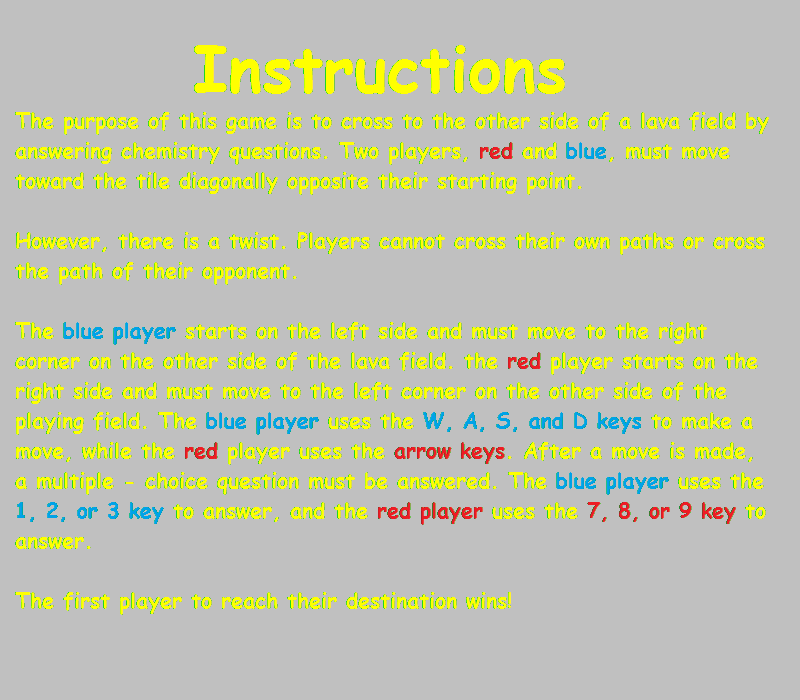 Instructions
The purpose of this game is to cross to the other side of a lava field by
answering chemistry questions. Two players, red and blue, must move
toward the tile diagonally opposite their starting point.
However, there is a twist. Players cannot cross their own paths or cross
the path of their opponent.
The blue player starts on the left side and must move to the right
corner on the other side of the lava field. the red player starts on the
right side and must move to the left corner on the other side of the
playing field. The blue player uses the W, A, S, and D keys to make a
move, while the red player uses the arrow keys. After a move is made,
a multiple - choice question must be answered. The blue player uses the
1, 2, or 3 key to answer, and the red player uses the 7, 8, or 9 key to
answer.
The first player to reach their destination wins!